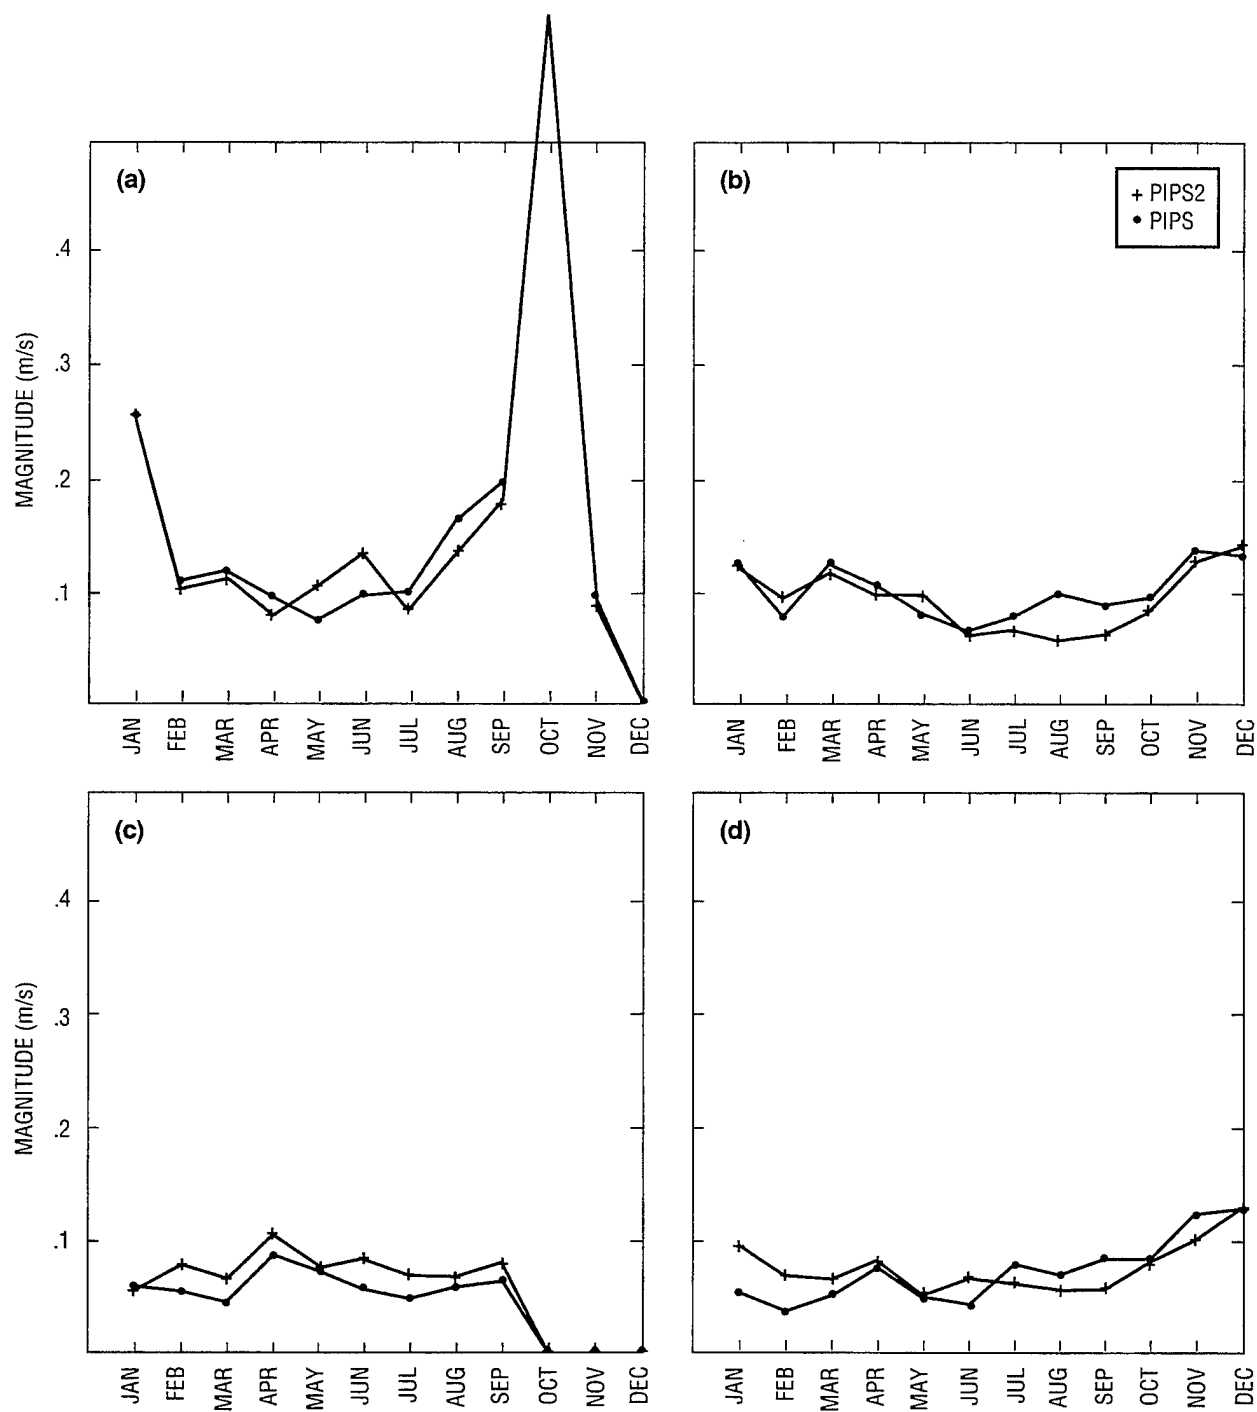 (a)
.4
.3
.2
.1
MAGNITUDE (m/s)
JAN FEB MAR APR MAY JUN JUL AUG SEP OCT NOV DEC
(b)
+ PIPS2
• PIPS
JAN FEB MAR APR MAY JUN JUL AUG SEP OCT NOV DEC
(c)
.4
.3
.2
.1
MAGNITUDE (m/s)
JAN FEB MAR APR MAY JUN JUL AUG SEP OCT NOV DEC
(d)
JAN FEB MAR APR MAY JUN JUL AUG SEP OCT NOV DEC